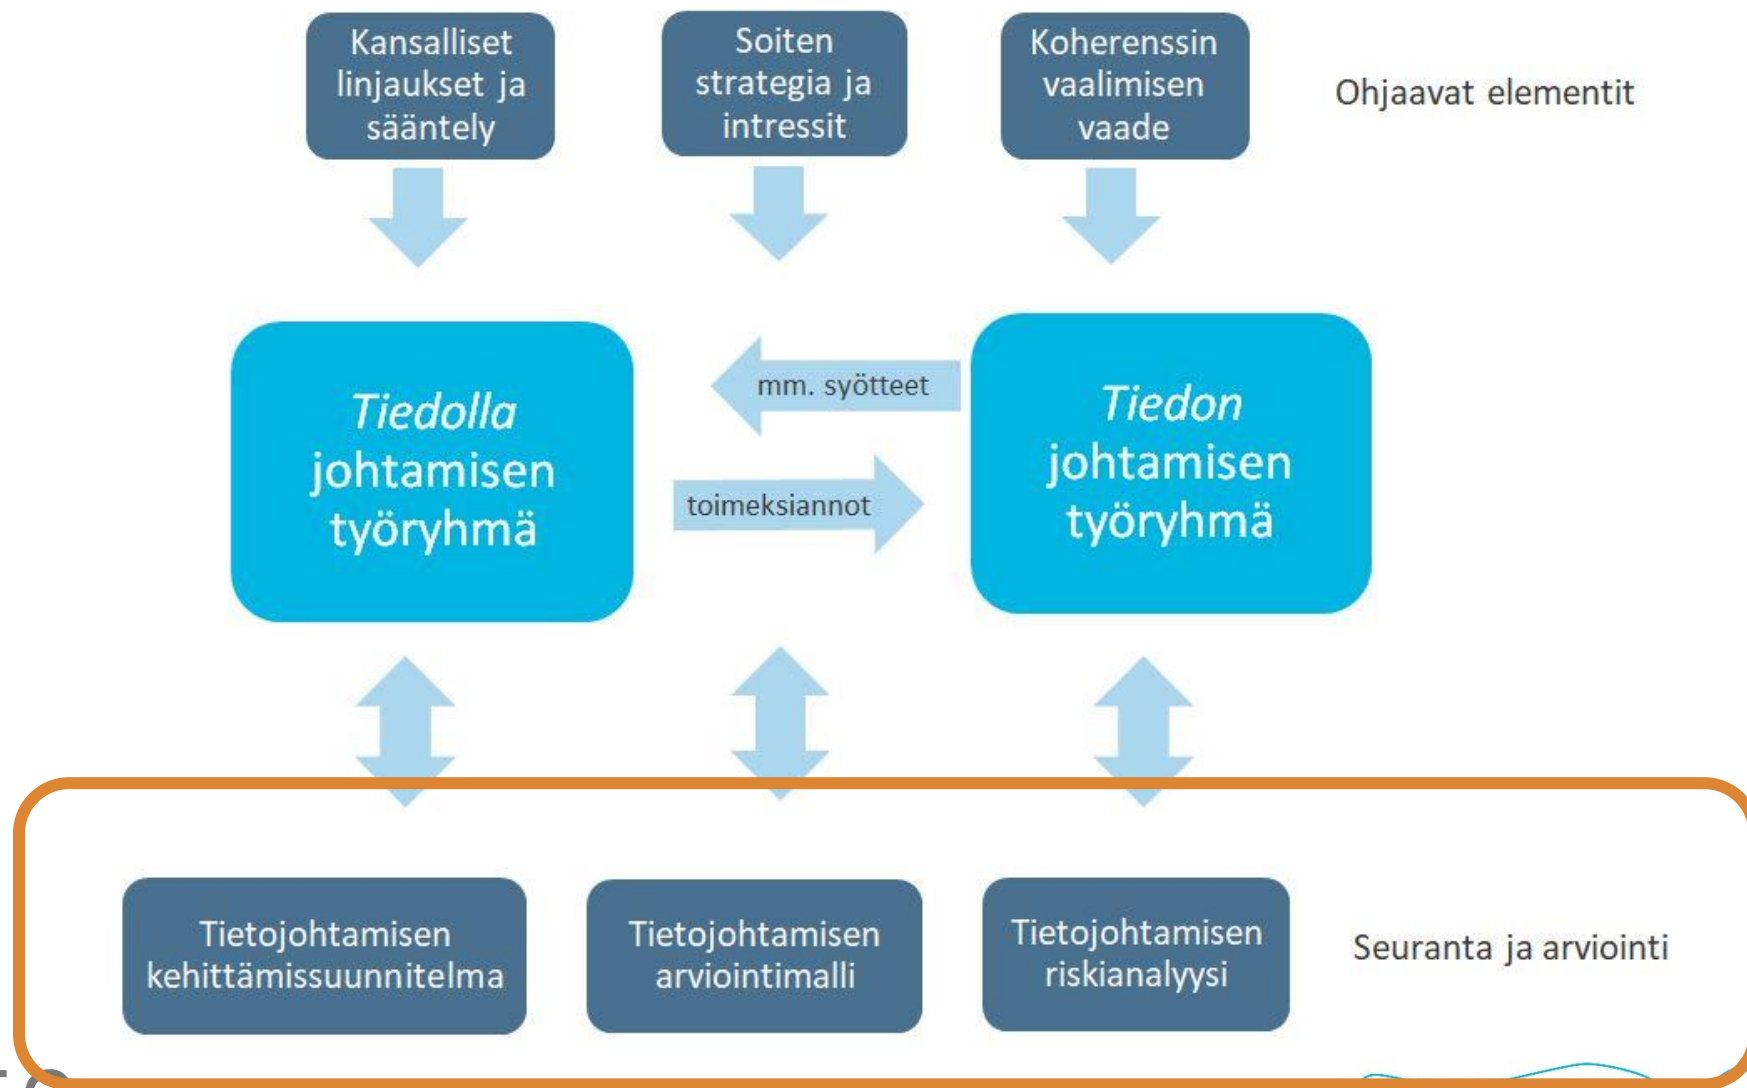 Kansalliset
linjaukset ja
sääntely
Soiten
strategia ja
intressit
Koherenssin
vaalimisen
vaade
Ohjaavat elementit
Tiedolla
johtamisen
työryhmä
mm. syötteet
toimeksiannot
Tiedon
johtamisen
työryhmä
Tietojohtamisen
kehittämissuunnitelma
Tietojohtamisen
arviointimalli
Tietojohtamisen
riskianalyysi
Seuranta ja arviointi